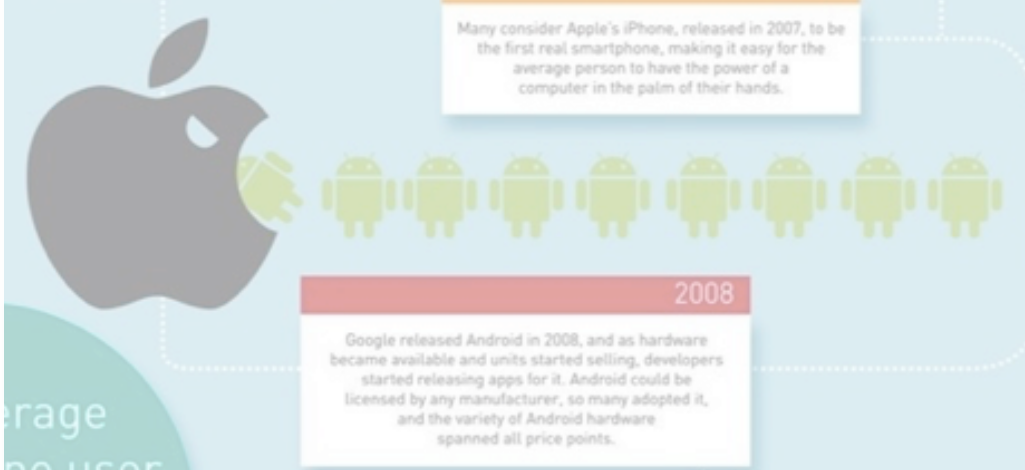 Many consider Apple's iPhone, released in 2007, to be
the first real smartphone, making it easy for the
average person to have the power of a
computer in the palm of their hands.
2008
Google released Android in 2008, and as hardware
became available and units started selling, developers
started releasing apps for it. Android could be
licensed by any manufacturer, so many adopted it,
and the variety of Android hardware
spanned all price points.
erage
ne user